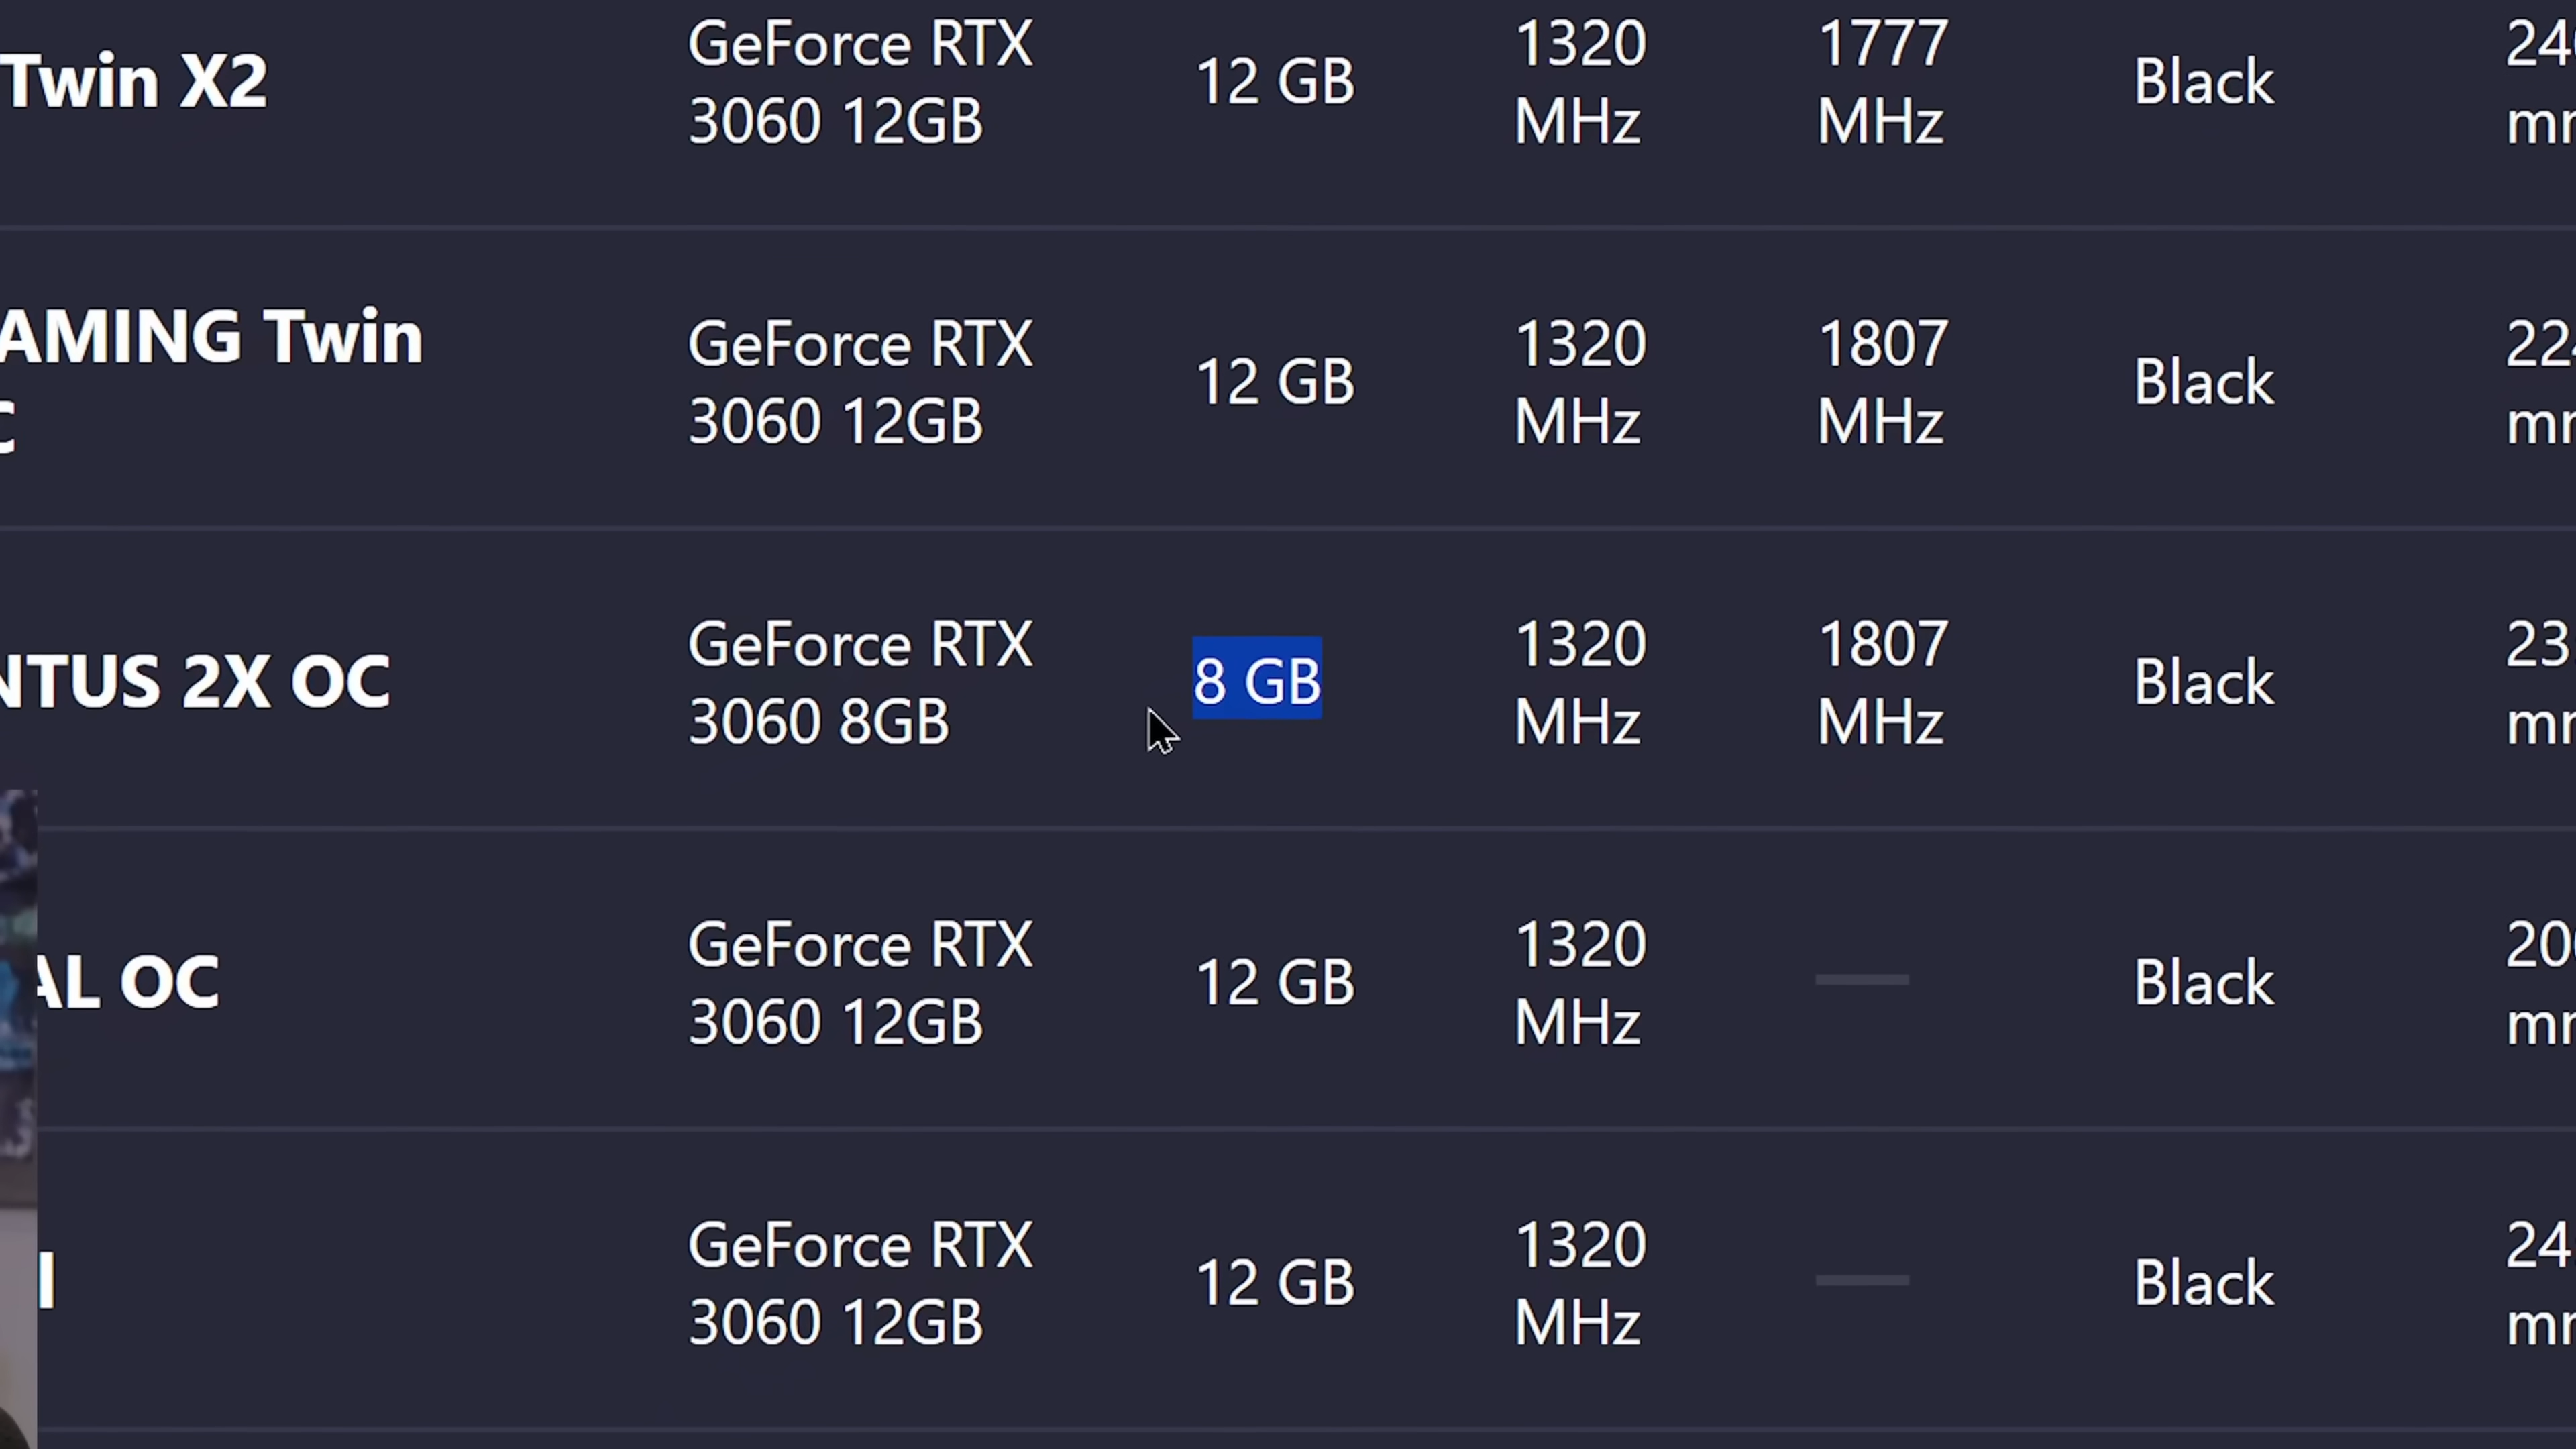 Twin X2
GeForce RTX
3060 12GB
12 GB
1320
MHz
1777
MHz
Black
AMING Twin
GeForce RTX
3060 12GB
12 GB
1320
MHz
1807
MHz
Black
NTUS 2X OC
GeForce RTX
3060 8GB
8 GB
1320
MHz
1807
MHz
Black
23
AL OC
GeForce RTX
3060 12GB
12 GB
1320
MHz
Black
GeForce RTX
3060 12GB
12 GB
1320
MHz
Black
24